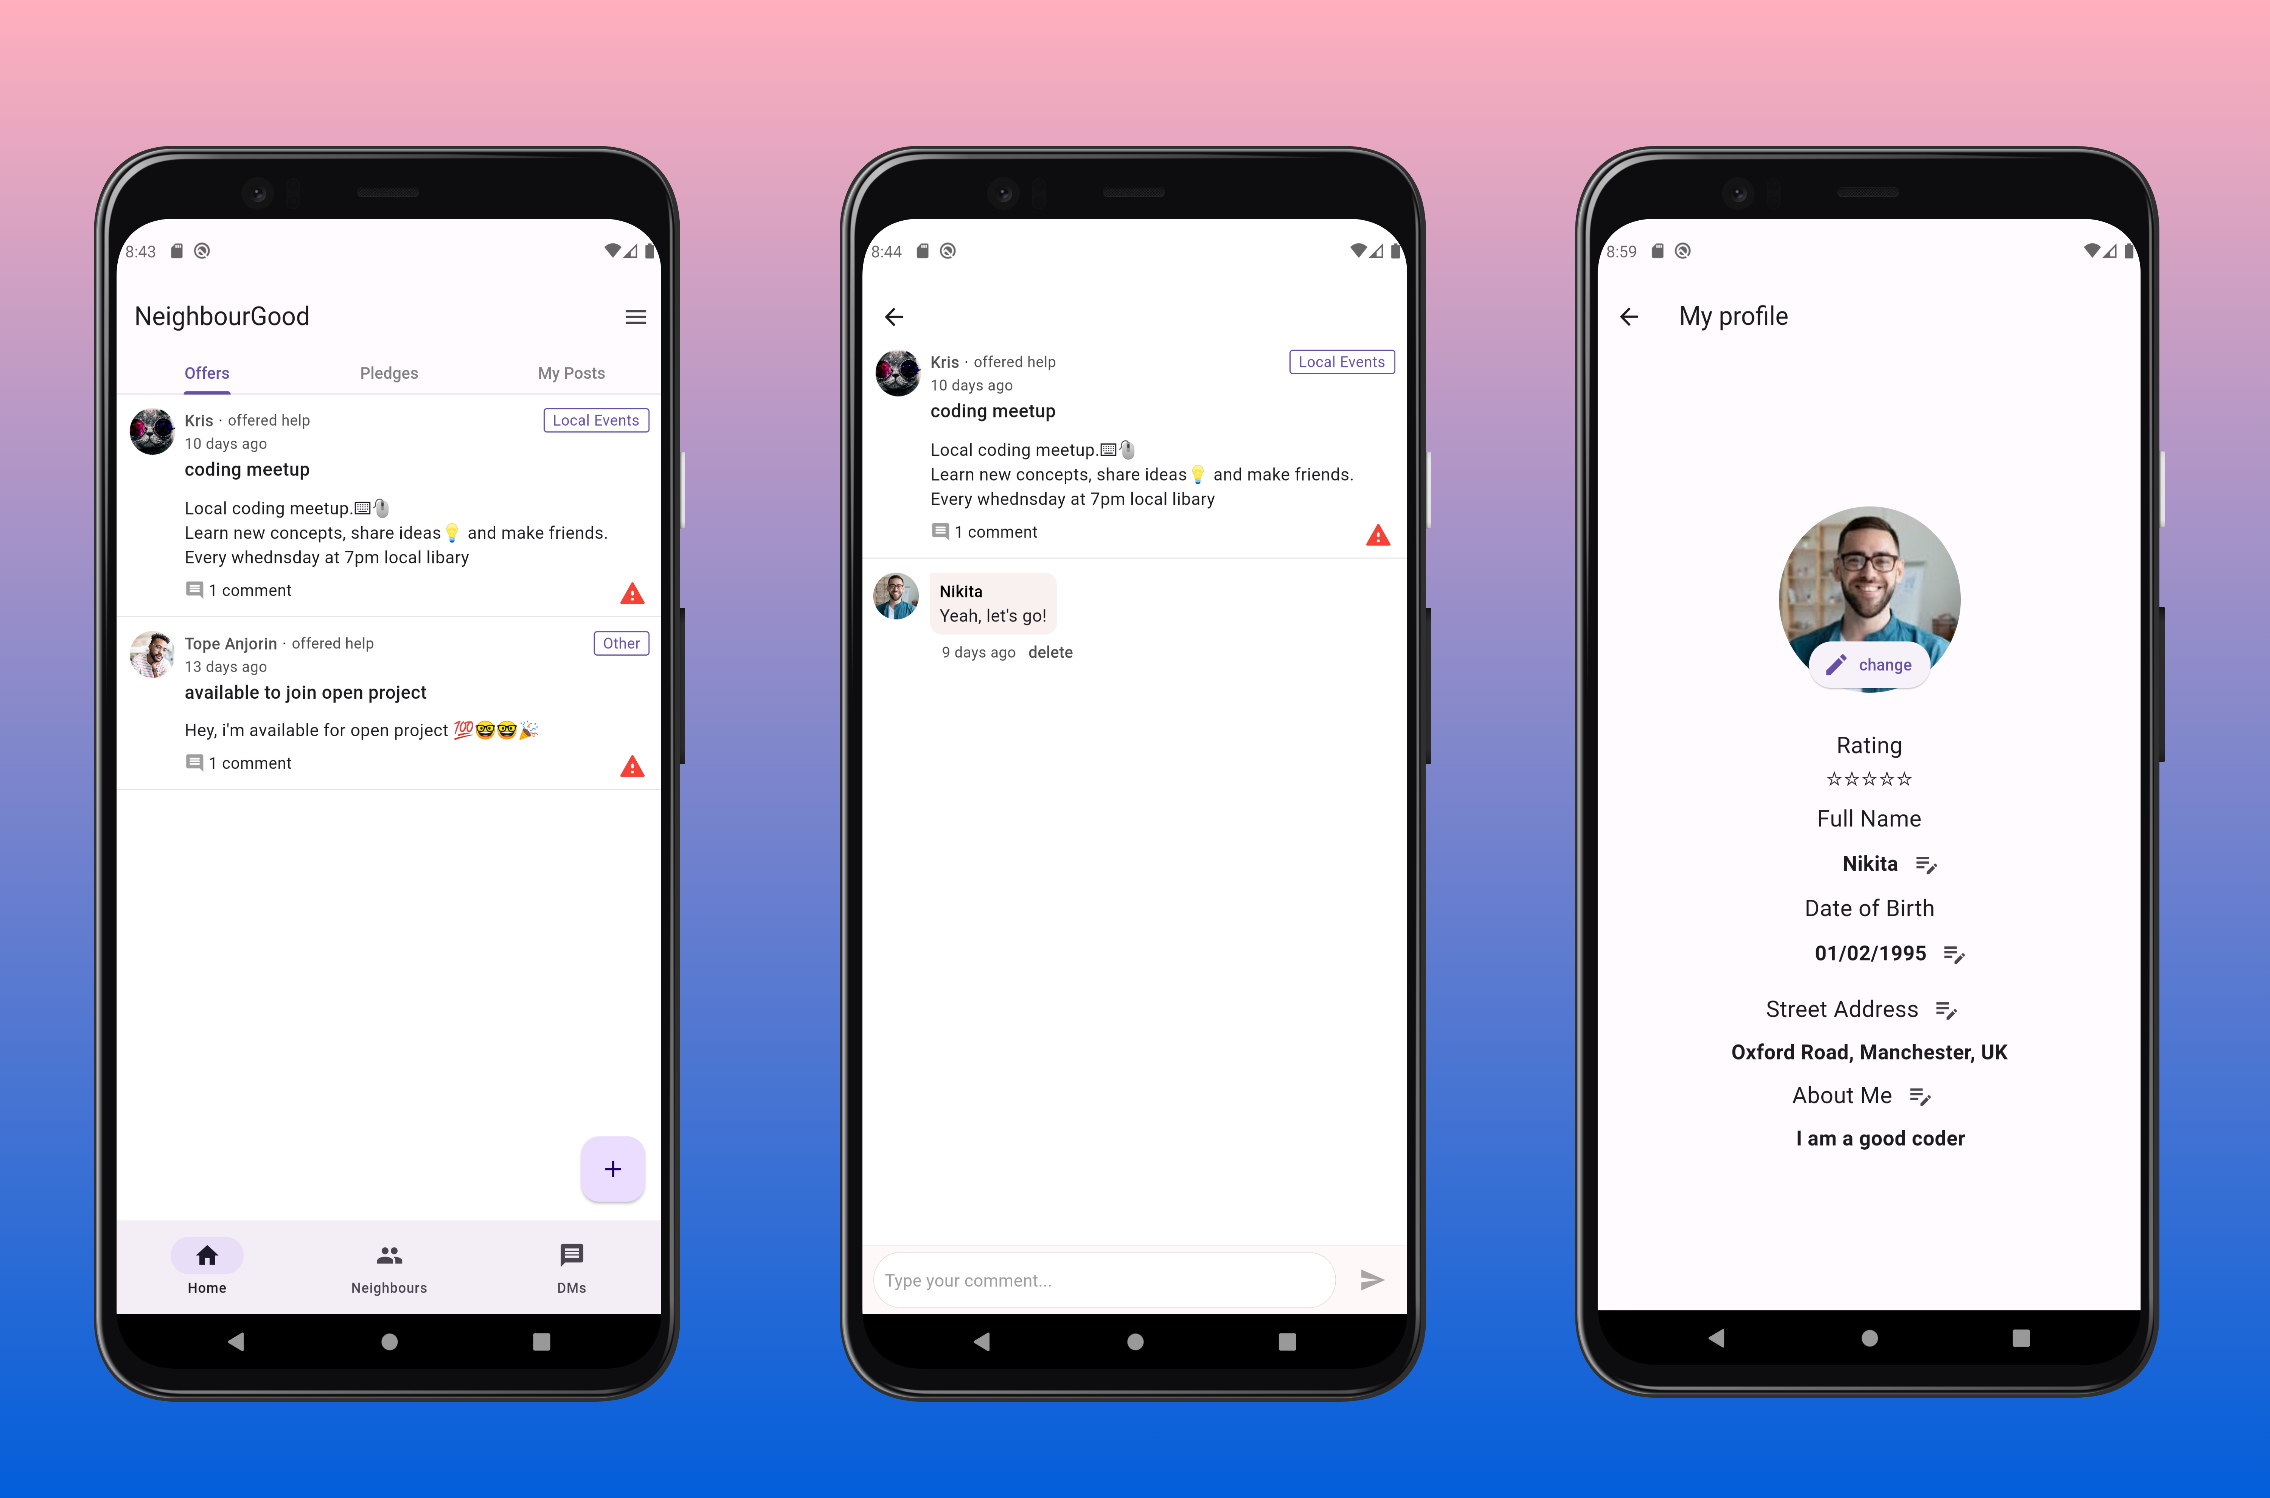 8:43
NeighbourGood
Offers Pledges My Posts
Kris · offered help Local Events
10 days ago
coding meetup
Local coding meetup.⌨️🖱️
Learn new concepts, share ideas💡 and make friends.
Every whednsday at 7pm local libary
1 comment
Tope Anjorin · offered help Other
13 days ago
available to join open project
Hey, i'm available for open project 💯🤓🤓🎉
1 comment
+
Home Neighbours DMs
8:44
Kris · offered help Local Events
10 days ago
coding meetup
Local coding meetup.⌨️🖱️
Learn new concepts, share ideas💡 and make friends.
Every whednsday at 7pm local libary
1 comment
Nikita
Yeah, let's go!
9 days ago delete
Type your comment...
8:59
My profile
change
Rating
☆☆☆☆☆
Full Name
Nikita
Date of Birth
01/02/1995
Street Address
Oxford Road, Manchester, UK
About Me
I am a good coder